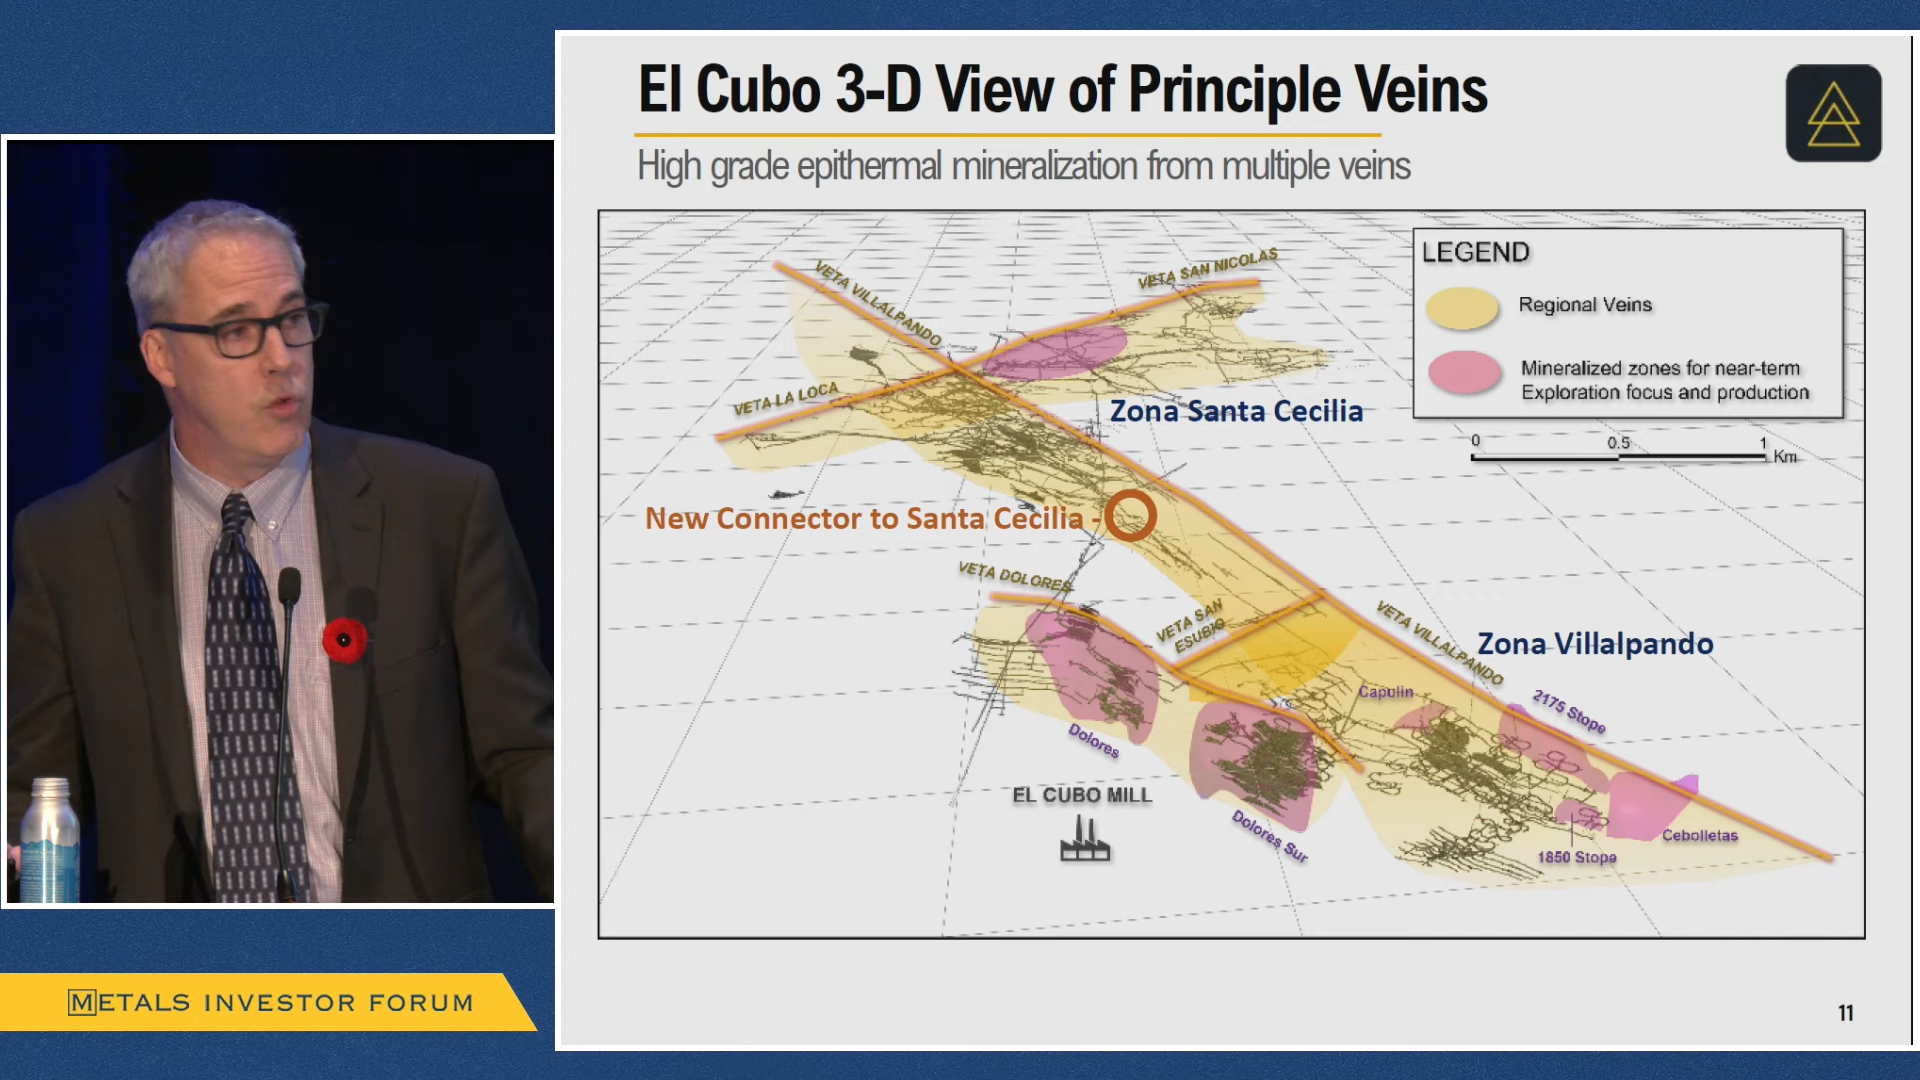 El Cubo 3-D View of Principle Veins
High grade epithermal mineralization from multiple veins
LEGEND
Regional Veins
Mineralized zones for near-term
Exploration focus and production
0 0.5 1
Km
VETA VILLALPANDO
VETA SAN NICOLAS
VETA LA LOCA
Zona Santa Cecilia
New Connector to Santa Cecilia -
VETA DOLORES
VETA SAN
ESUBIO
VETA VILLALPANDO
Zona Villalpando
Capulin
2175 Stope
Dolores
EL CUBO MILL
Dolores Sur
Cebolletas
1850 Stope
METALS INVESTOR FORUM
11